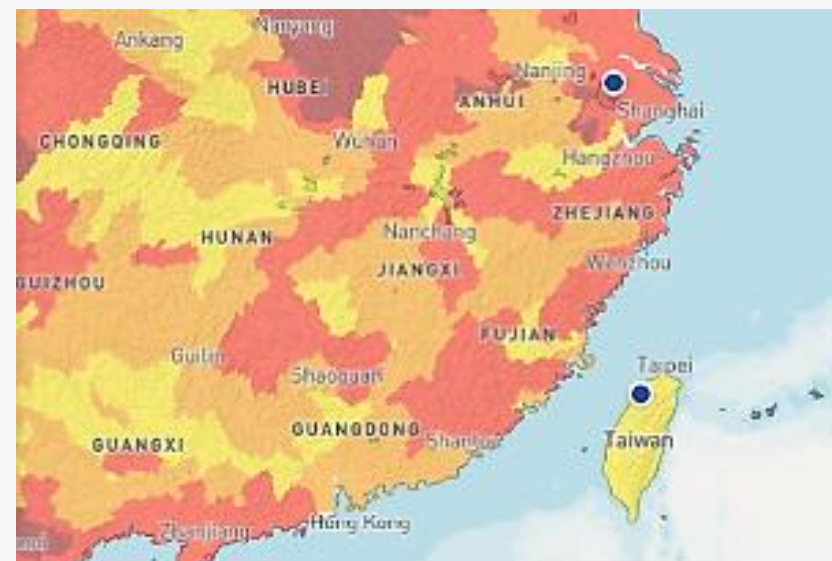 Nanyang
Ankang
HUBEI
Nanjing
ANHUI
Shanghai
CHONGQING
Wuhan
Hangzhou
ZHEJIANG
HUNAN
Nanchang
JIANGXI
Wenzhou
GUIZHOU
FUJIAN
Guilin
Shaoguan
Taipei
GUANGXI
GUANGDONG
Shantou
Taiwan
Zhanjiang
Hong Kong